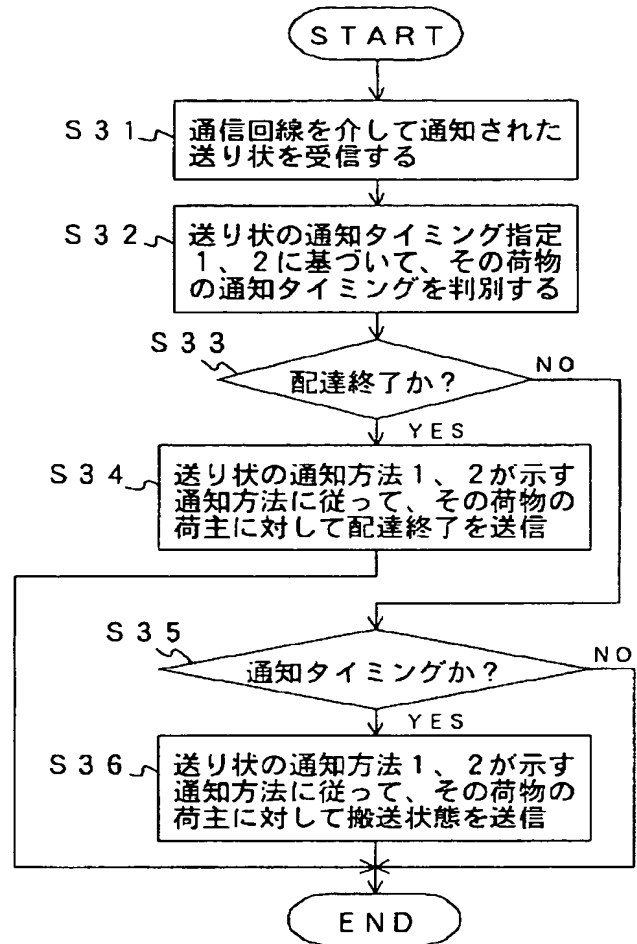 START
S31
通信回線を介して通知された
送り状を受信する
S32
送り状の通知タイミング指定
1、2に基づいて、その荷物
の通知タイミングを判別する
S33
配達終了か?
NO
YES
S34
送り状の通知方法1、2が示す
通知方法に従って、その荷物の
荷主に対して配達終了を送信
S35
通知タイミングか?
NO
YES
S36
送り状の通知方法1、2が示す
通知方法に従って、その荷物の
荷主に対して搬送状態を送信
END